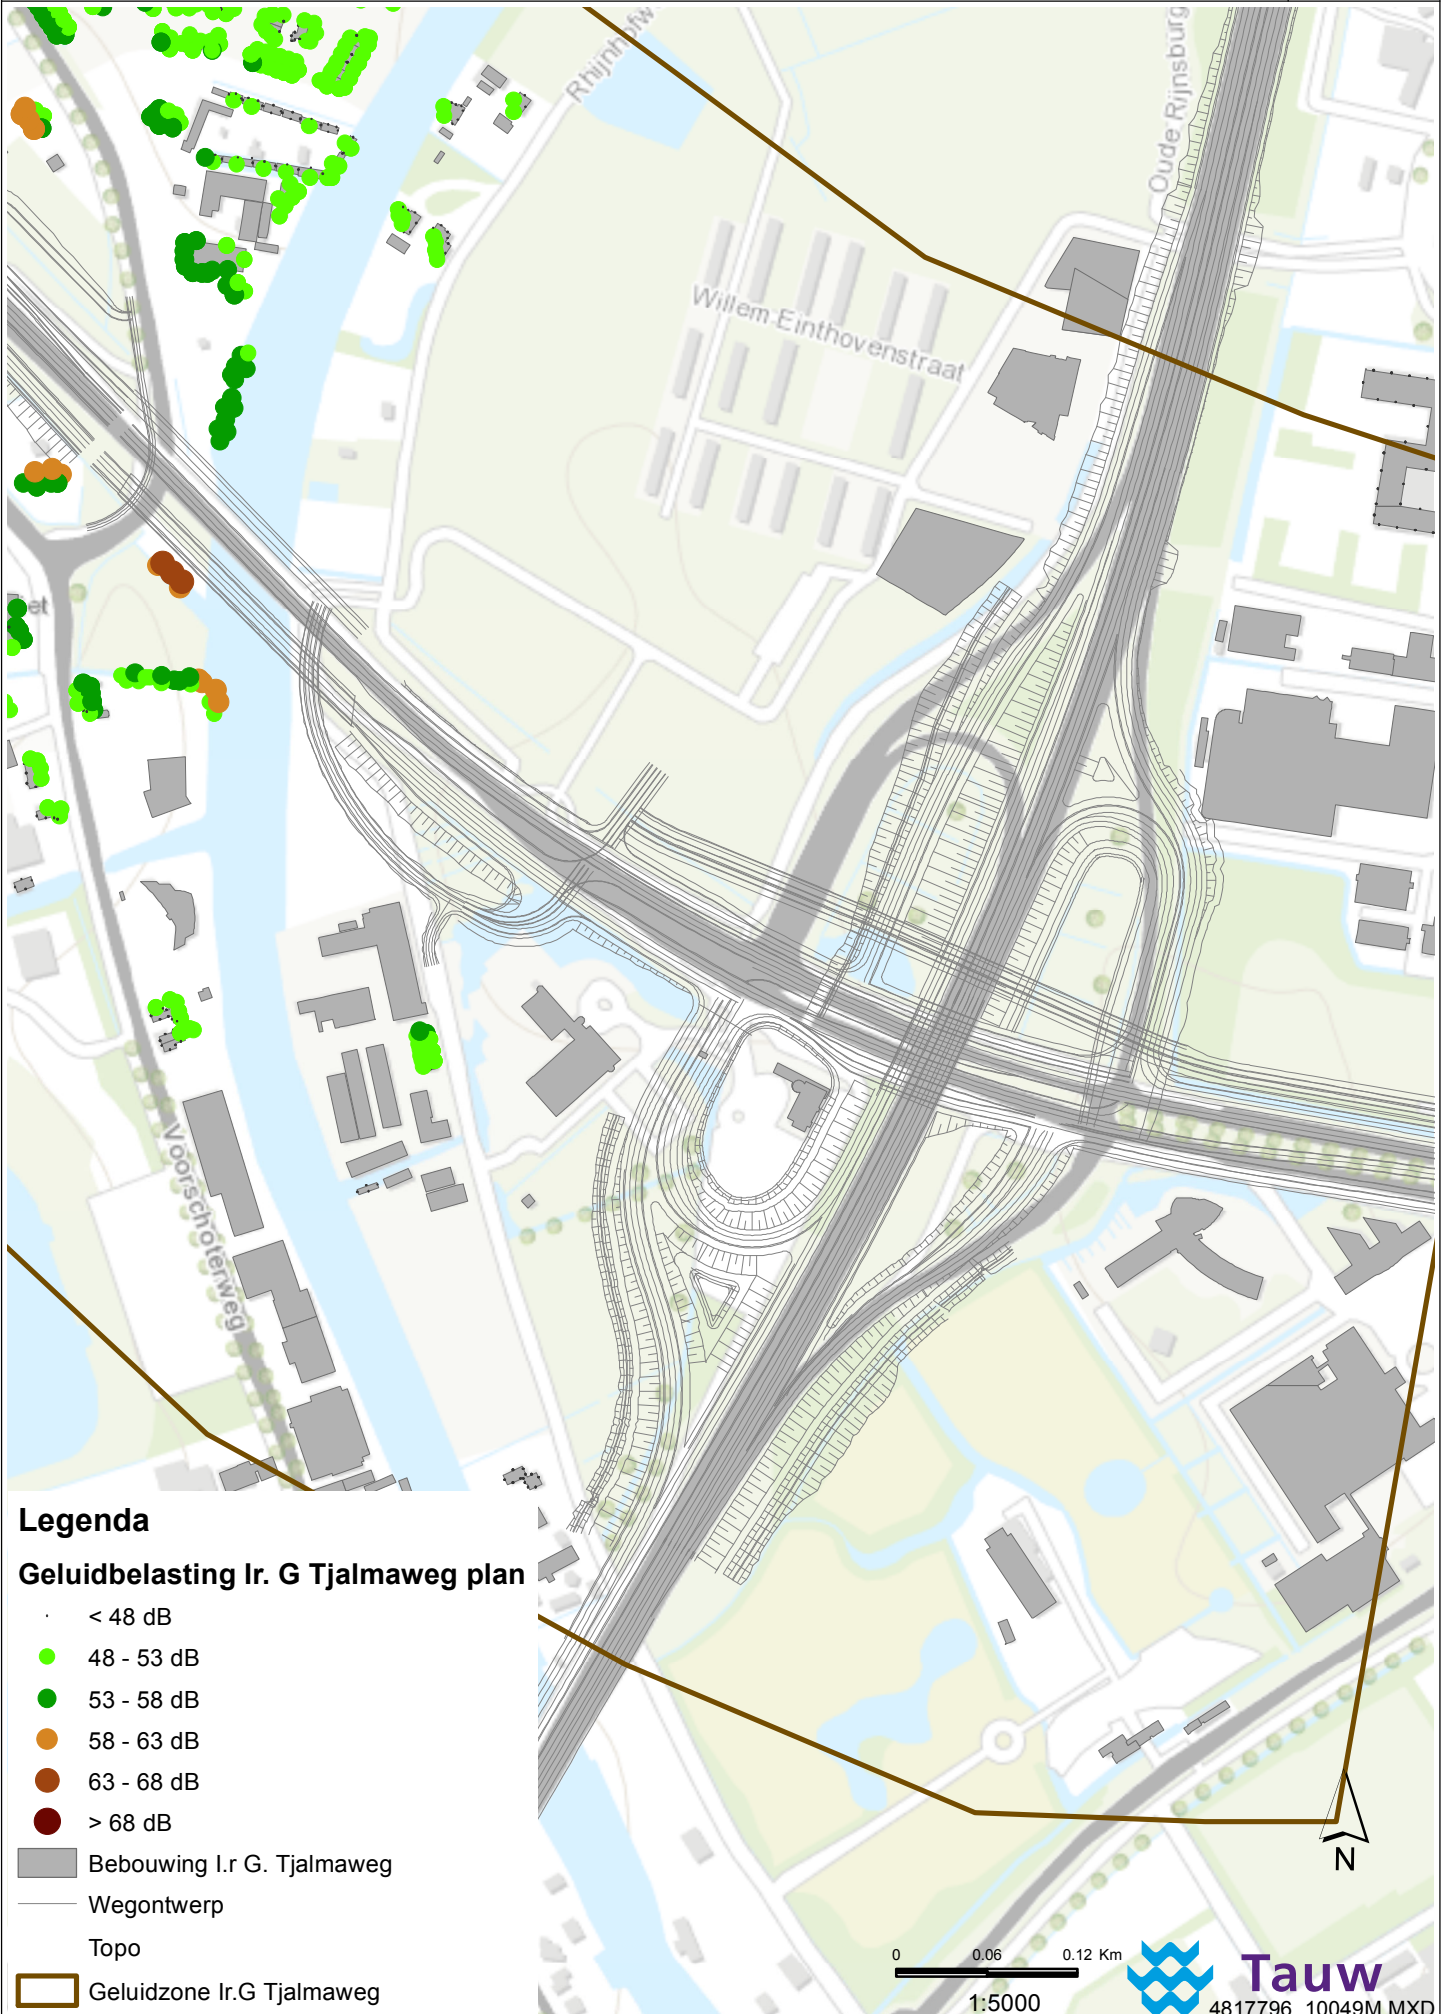 Rhijnhofw
Oude Rijnsburg
Willem Einthovenstraat
et
Voorschoterweg
Legenda
Geluidbelasting Ir. G Tjalmaweg plan
< 48 dB
48 - 53 dB
53 - 58 dB
58 - 63 dB
63 - 68 dB
> 68 dB
Bebouwing I.r G. Tjalmaweg
Wegontwerp
Topo
Geluidzone Ir.G Tjalmaweg
N
0 0.06 0.12 Km
1:5000
Tauw
4817796_10049M.MXD